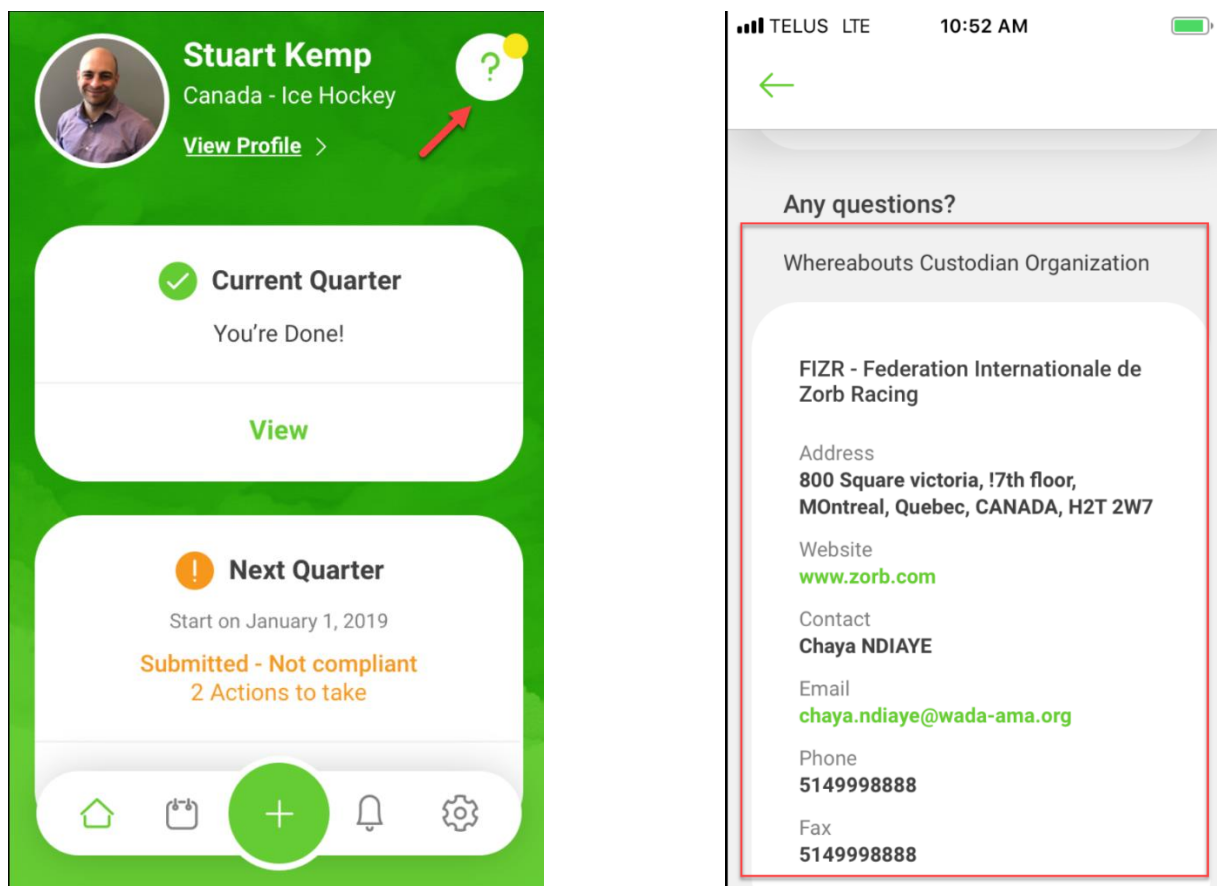 Stuart Kemp
Canada - Ice Hockey
View Profile >
?
Current Quarter
You're Done!
View
!
Next Quarter
Start on January 1, 2019
Submitted - Not compliant
2 Actions to take
+
TELUS LTE 10:52 AM
Any questions?
Whereabouts Custodian Organization
FIZR - Federation Internationale de
Zorb Racing
Address
800 Square victoria, !7th floor,
MOntreal, Quebec, CANADA, H2T 2W7
Website
www.zorb.com
Contact
Chaya NDIAYE
Email
chaya.ndiaye@wada-ama.org
Phone
5149998888
Fax
5149998888